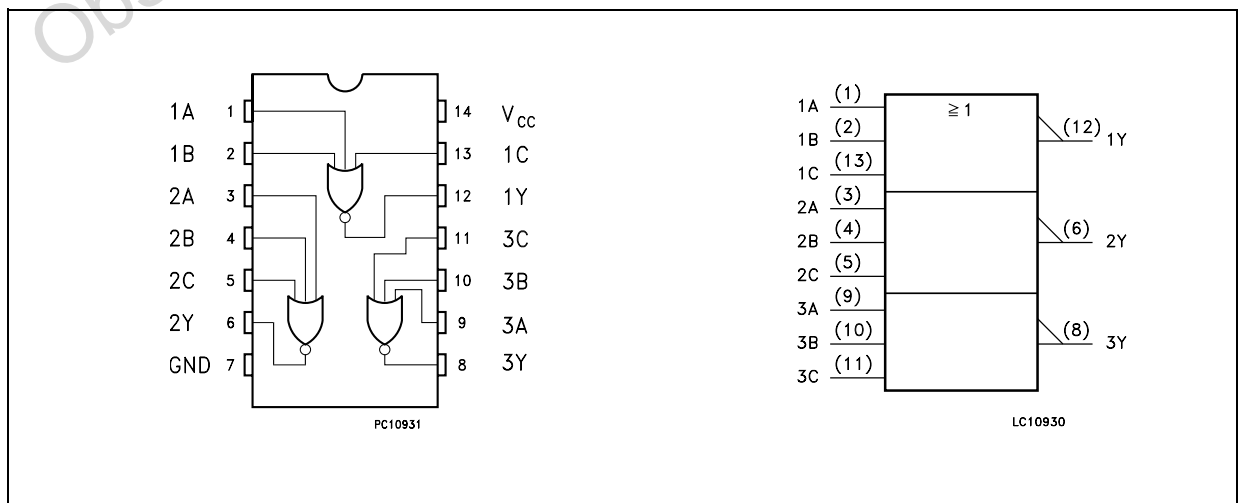 Obs
1A 1 14 VCC
1B 2 13 1C
2A 3 12 1Y
2B 4 11 3C
2C 5 10 3B
2Y 6 9 3A
GND 7 8 3Y
PC10931
≧ 1
1A (1)
1B (2)
1C (13)
2A (3)
2B (4)
2C (5)
3A (9)
3B (10)
3C (11)
(12) 1Y
(6) 2Y
(8) 3Y
LC10930